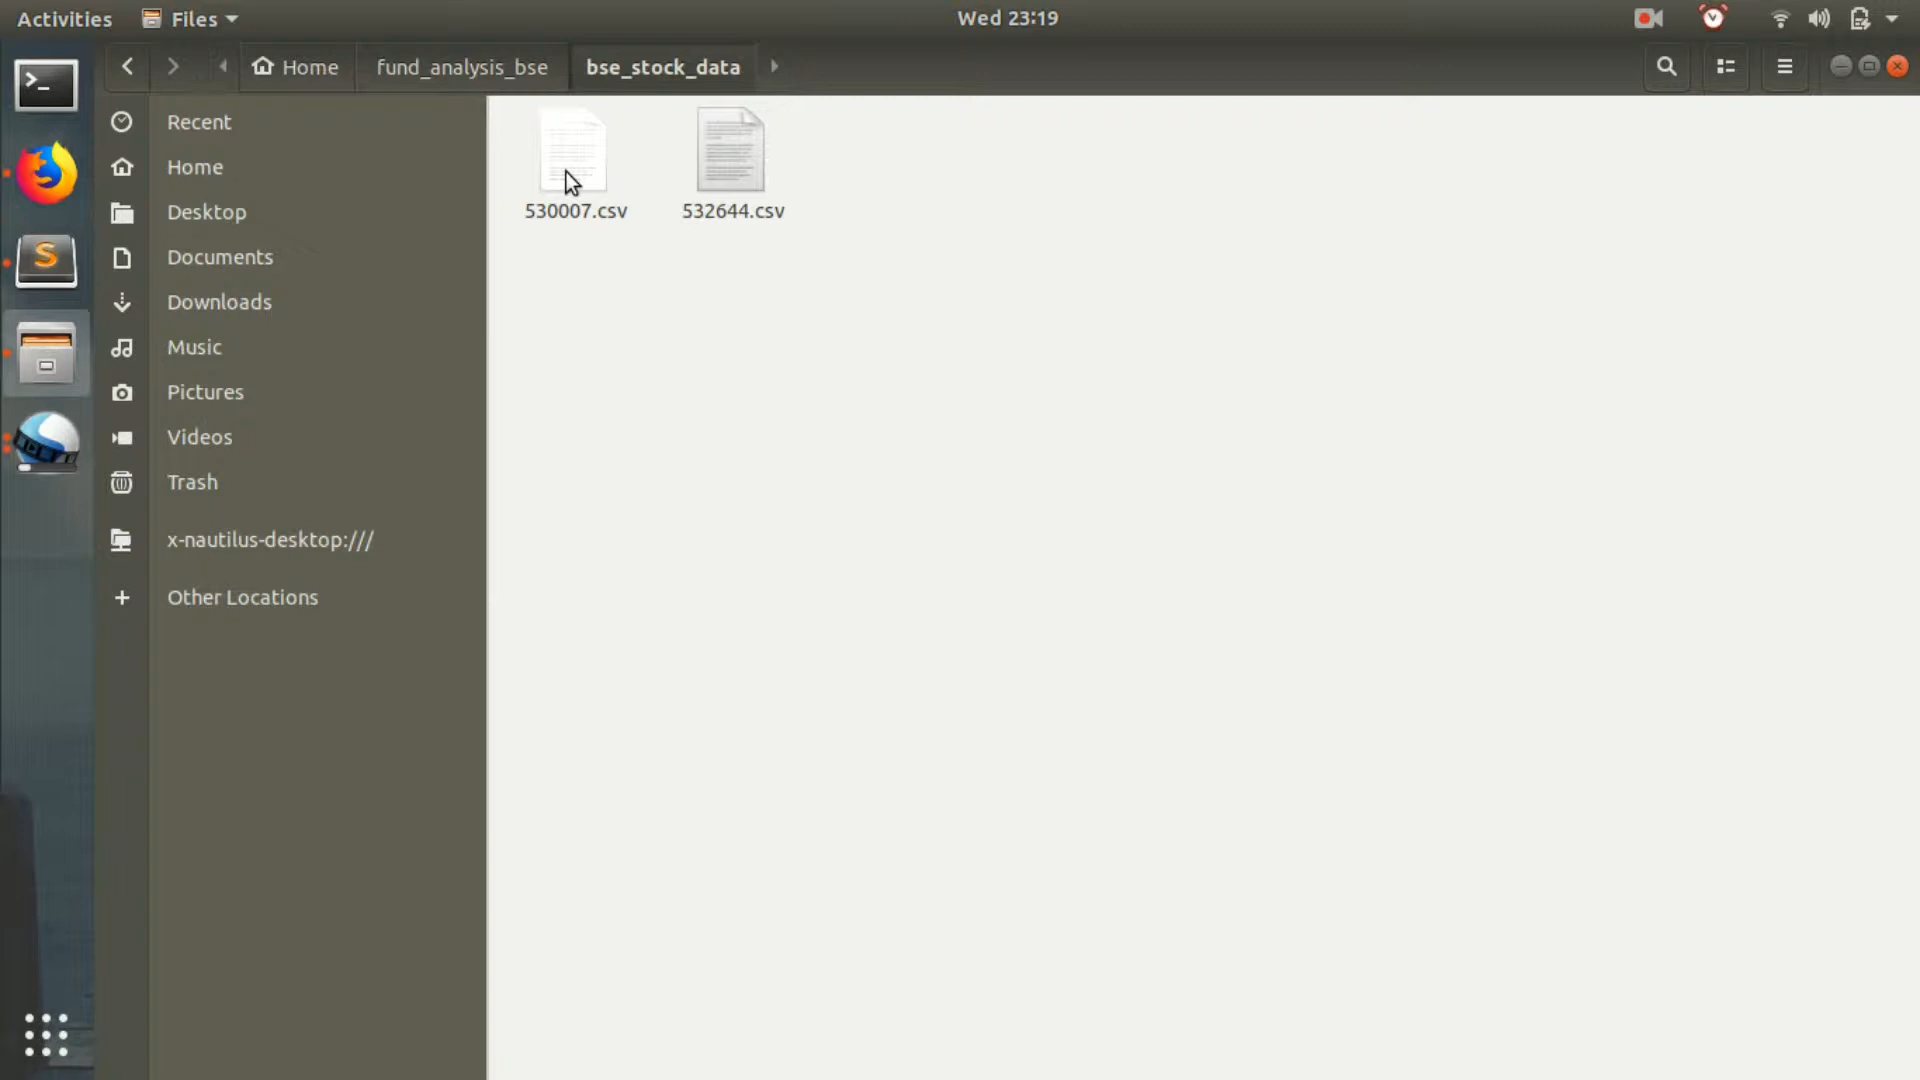 Activities Files Wed 23:19
Home fund_analysis_bse bse_stock_data
Recent
Home
Desktop
Documents
Downloads
Music
Pictures
Videos
Trash
x-nautilus-desktop:///
Other Locations
530007.csv 532644.csv